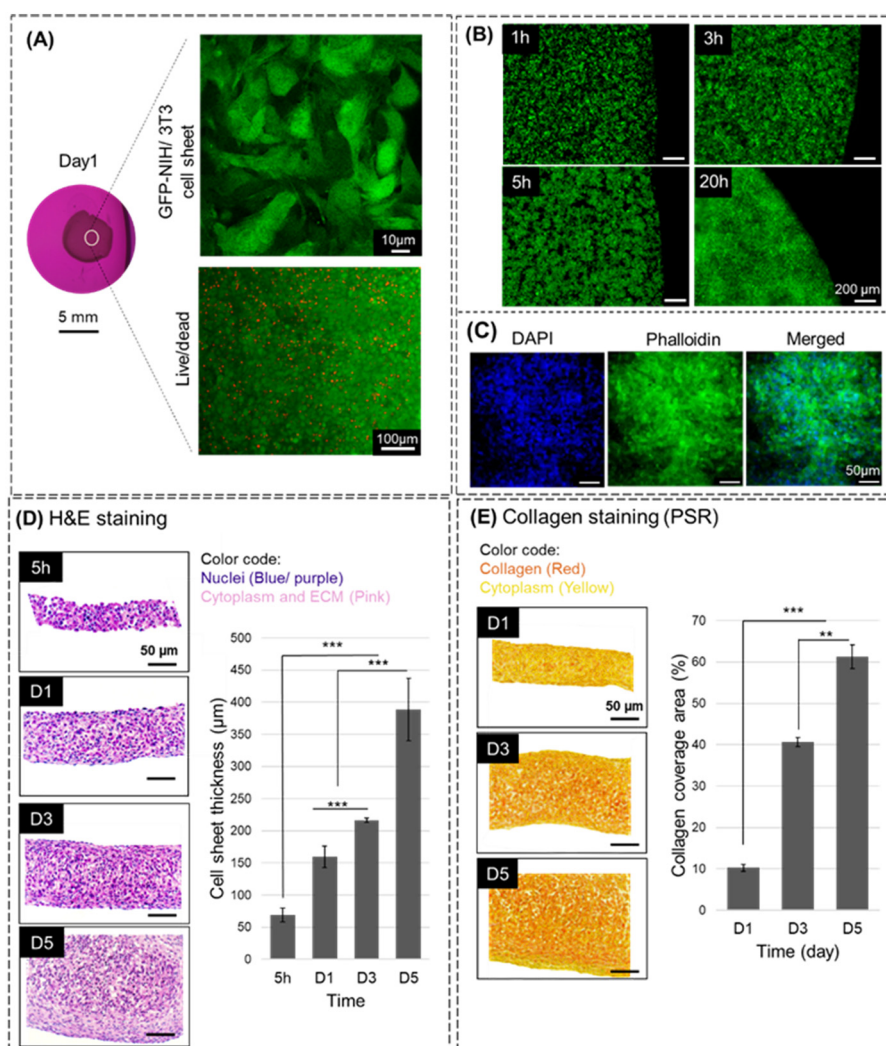 (A)
Day1
5 mm
GFP-NIH/ 3T3
cell sheet
10µm
Live/dead
100µm
(B)
1h
3h
5h
20h
200 µm
(C)
DAPI
Phalloidin
Merged
50µm
(D) H&E staining
5h
50 µm
D1
D3
D5
Color code:
Nuclei (Blue/ purple)
Cytoplasm and ECM (Pink)
Cell sheet thickness (µm)
500
450
400
350
300
250
200
150
100
50
0
***
***
***
5h D1 D3 D5
Time
(E) Collagen staining (PSR)
Color code:
Collagen (Red)
Cytoplasm (Yellow)
D1
50 µm
D3
D5
Collagen coverage area (%)
70
60
50
40
30
20
10
0
***
**
D1 D3 D5
Time (day)